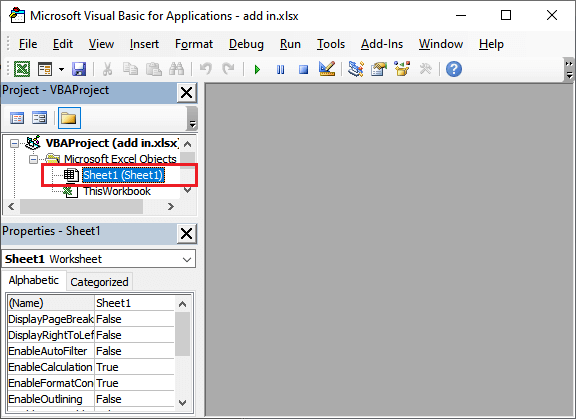 Microsoft Visual Basic for Applications - add in.xlsx
File Edit View Insert Format Debug Run Tools Add-Ins Window Help
Project - VBAProject
VBAProject (add in.xlsx)
Microsoft Excel Objects
Sheet1 (Sheet1)
ThisWorkbook
Properties - Sheet1
Sheet1 Worksheet
Alphabetic Categorized
(Name) Sheet1
DisplayPageBreak False
DisplayRightToLef False
EnableAutoFilter False
EnableCalculation True
EnableFormatCon True
EnableOutlining False